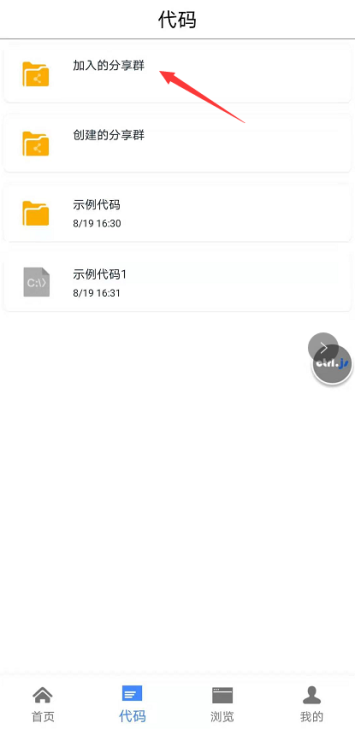 代码
加入的分享群
创建的分享群
示例代码
8/19 16:30
C:\>
示例代码1
8/19 16:31
ctrl.js
首页
代码
浏览
我的